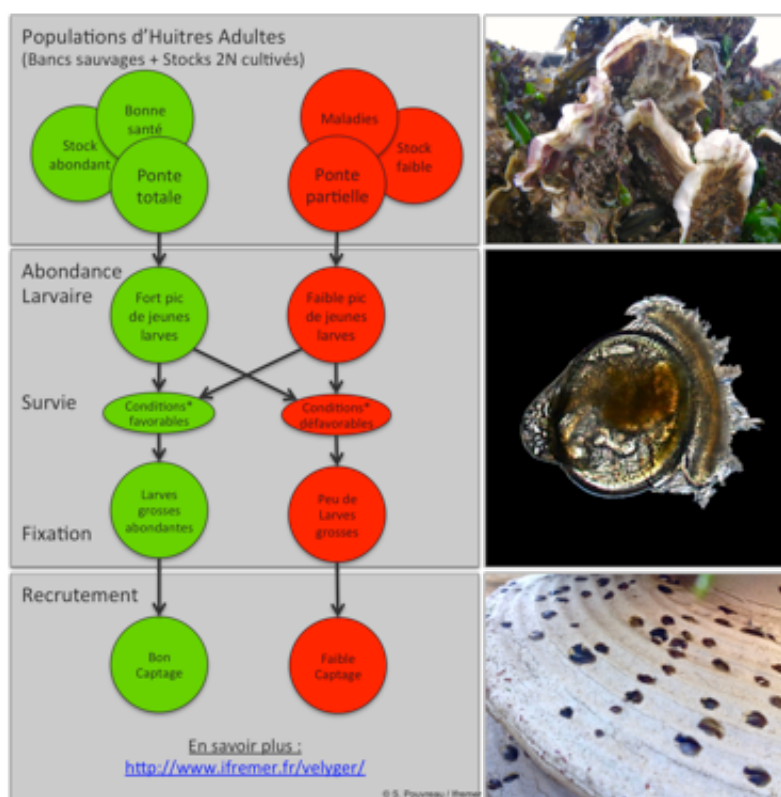 Populations d'Huitres Adultes
(Bancs sauvages + Stocks 2N cultivés)
Bonne
santé
Stock
abondant
Ponte
totale
Maladies
Stock
faible
Ponte
partielle
Abondance
Larvaire
Fort pic
de jeunes
larves
Faible pic
de jeunes
larves
Survie
Conditions*
favorables
Conditions*
défavorables
Larves
grosses
abondantes
Peu de
Larves
grosses
Fixation
Recrutement
Bon
Captage
Faible
Captage
En savoir plus :
http://www.ifremer.fr/velyger/
© S. Pouvreau / Ifremer